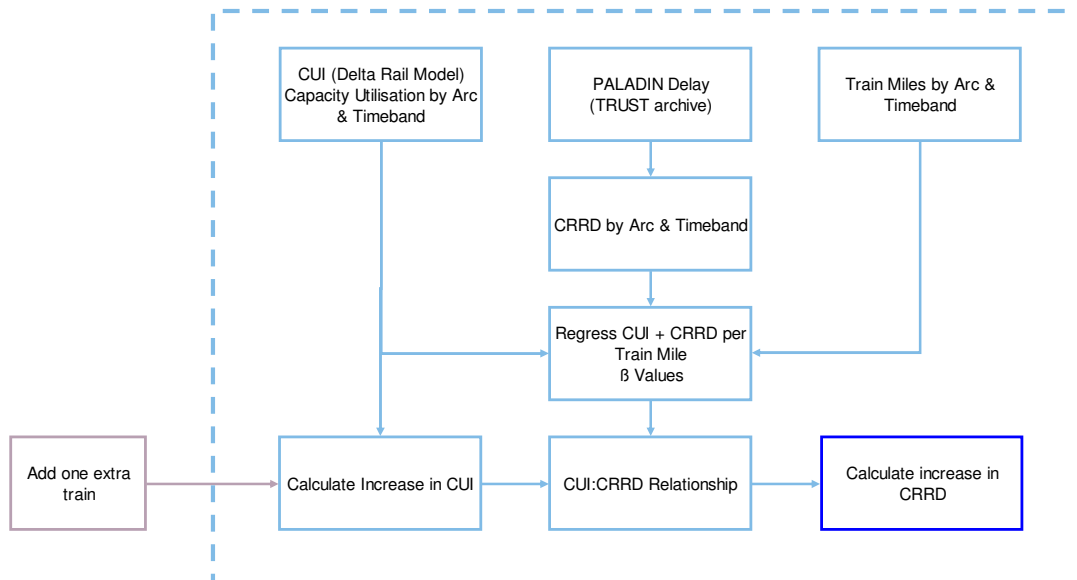 CUI (Delta Rail Model)
Capacity Utilisation by Arc
& Timeband
PALADIN Delay
(TRUST archive)
Train Miles by Arc &
Timeband
CRRD by Arc & Timeband
Regress CUI + CRRD per
Train Mile
ß Values
Add one extra
train
Calculate Increase in CUI
CUI:CRRD Relationship
Calculate increase in
CRRD